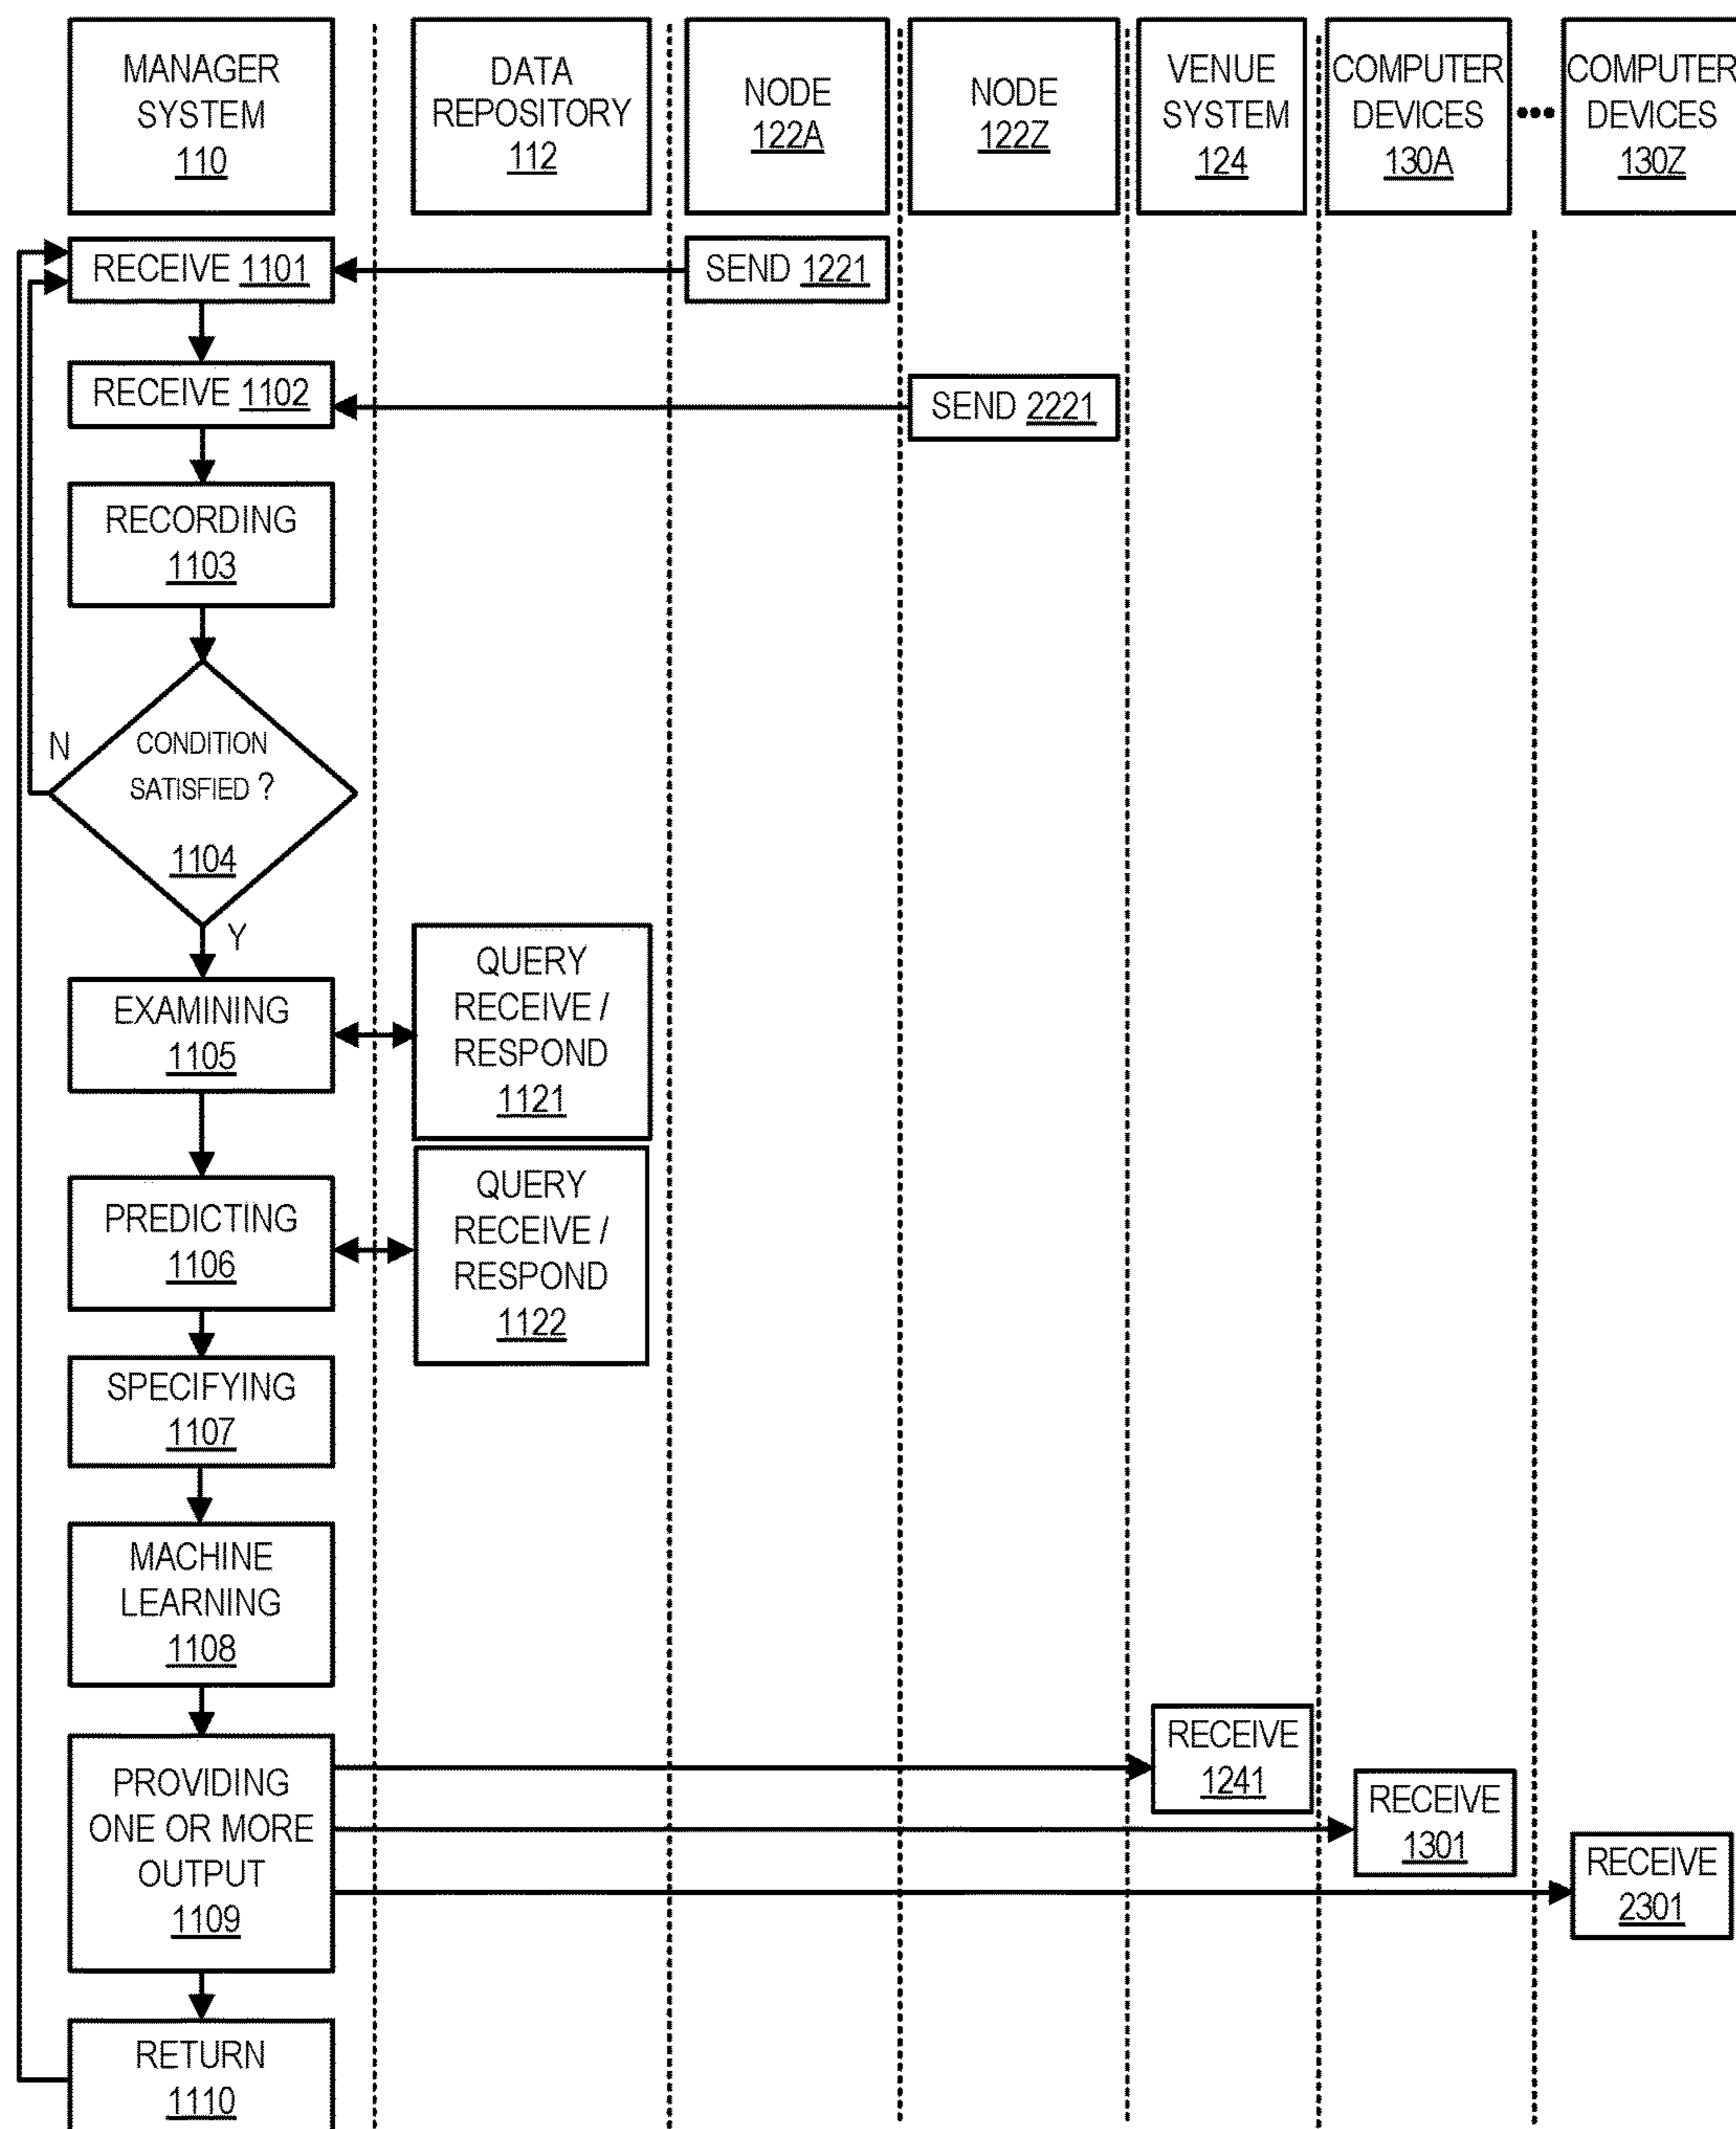 MANAGER
SYSTEM
110
DATA
REPOSITORY
112
NODE
122A
NODE
122Z
VENUE
SYSTEM
124
COMPUTER
DEVICES
130A
•••
COMPUTER
DEVICES
130Z
RECEIVE 1101
SEND 1221
RECEIVE 1102
SEND 2221
RECORDING
1103
N
CONDITION
SATISFIED ?
1104
Y
EXAMINING
1105
QUERY
RECEIVE /
RESPOND
1121
PREDICTING
1106
QUERY
RECEIVE /
RESPOND
1122
SPECIFYING
1107
MACHINE
LEARNING
1108
PROVIDING
ONE OR MORE
OUTPUT
1109
RECEIVE
1241
RECEIVE
1301
RECEIVE
2301
RETURN
1110